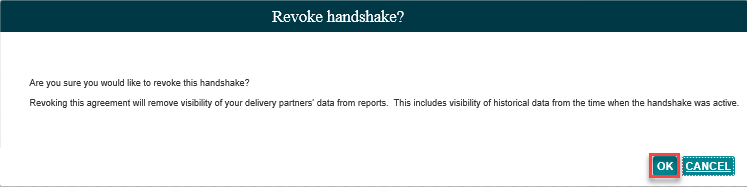 Revoke handshake?
Are you sure you would like to revoke this handshake?
Revoking this agreement will remove visibility of your delivery partners' data from reports.  This includes visibility of historical data from the time when the handshake was active.
OK CANCEL